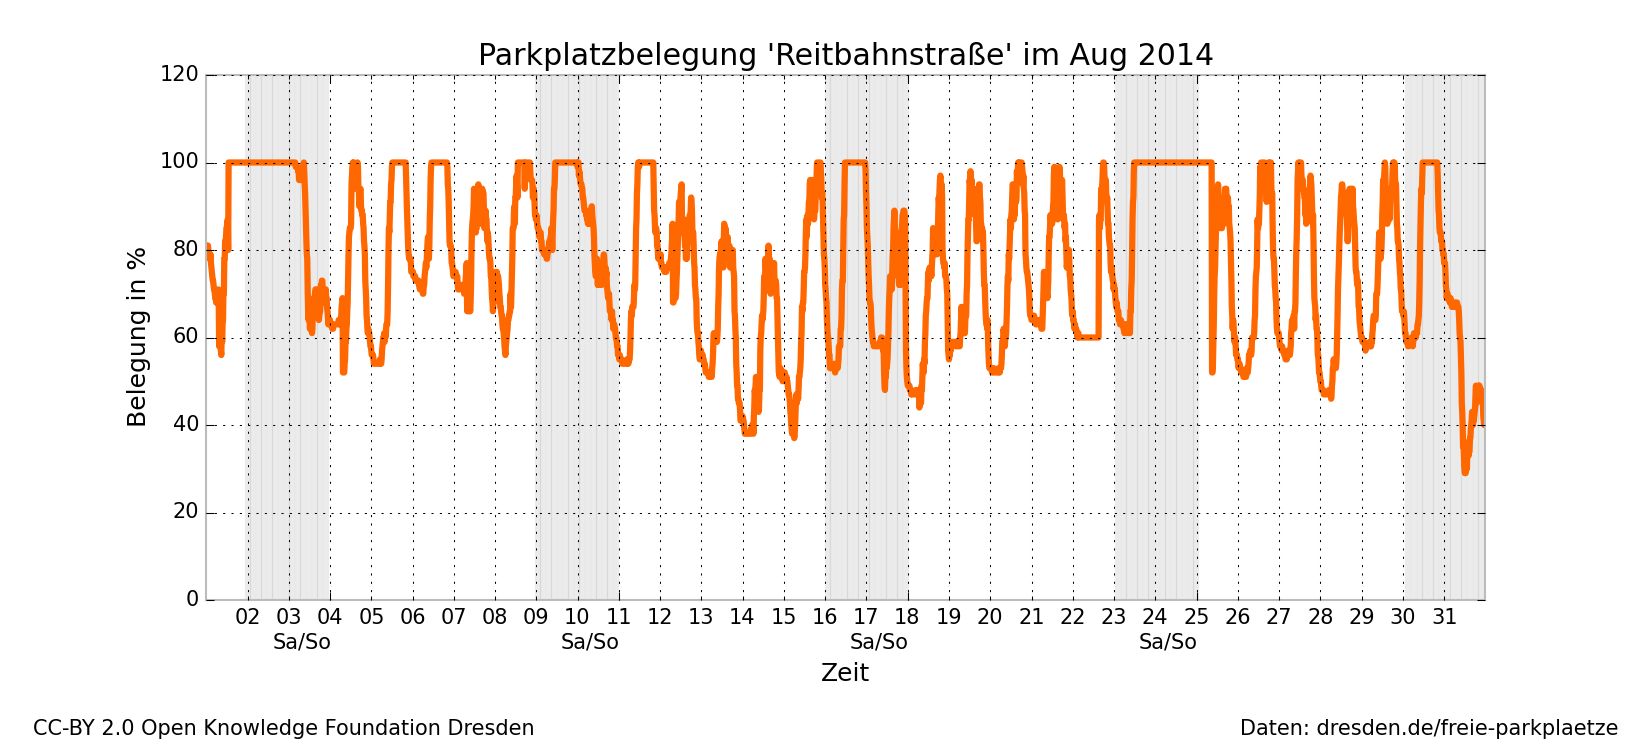 Parkplatzbelegung 'Reitbahnstraße' im Aug 2014
120
100
80
60
40
20
0
Belegung in %
02 03 04 05 06 07 08 09 10 11 12 13 14 15 16 17 18 19 20 21 22 23 24 25 26 27 28 29 30 31
Sa/So Sa/So Sa/So Sa/So
Zeit
CC-BY 2.0 Open Knowledge Foundation Dresden
Daten: dresden.de/freie-parkplaetze